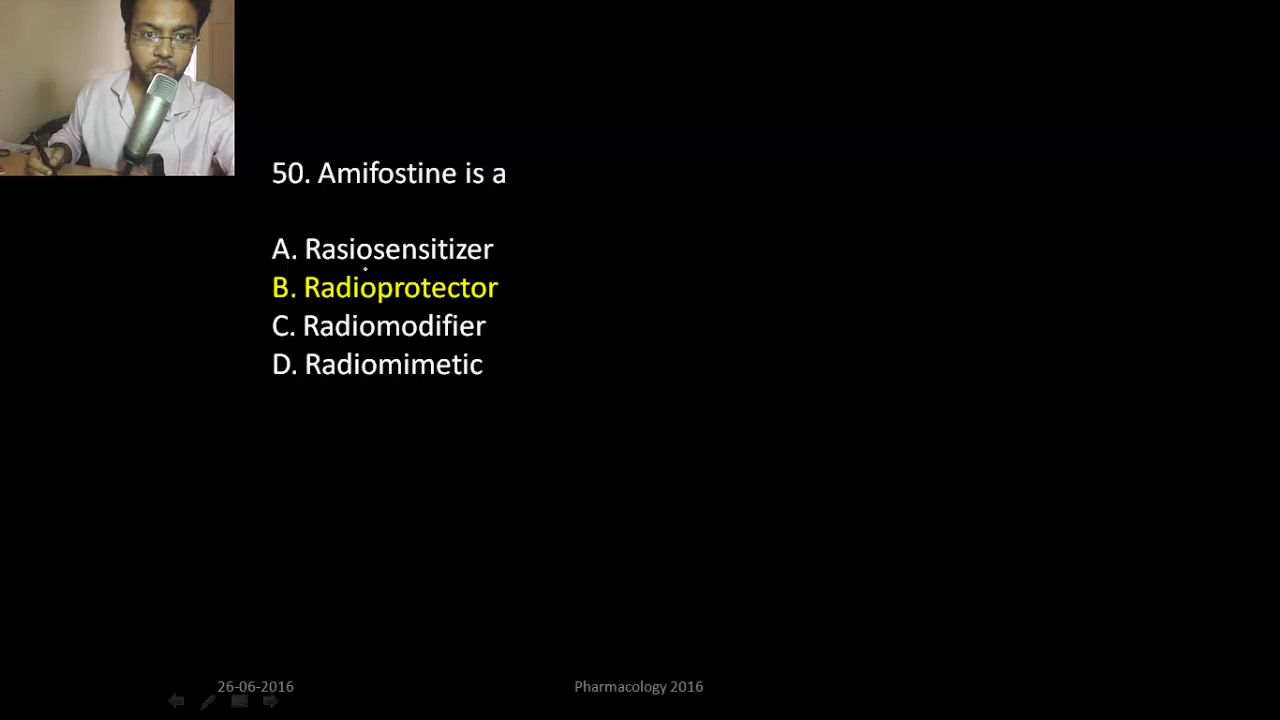 50. Amifostine is a
A. Rasiosensitizer
B. Radioprotector
C. Radiomodifier
D. Radiomimetic
26-06-2016
Pharmacology 2016